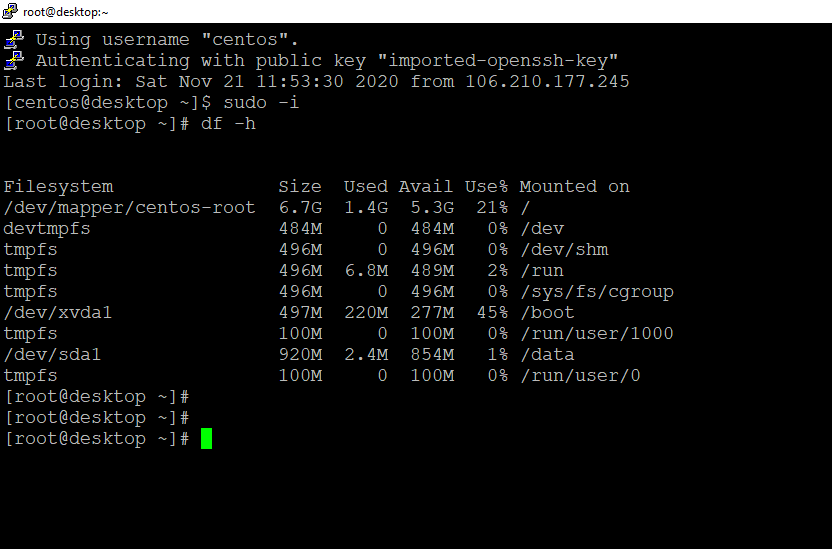 root@desktop:~
Using username "centos".
Authenticating with public key "imported-openssh-key"
Last login: Sat Nov 21 11:53:30 2020 from 106.210.177.245
[centos@desktop ~]$ sudo -i
[root@desktop ~]# df -h
Filesystem               Size  Used Avail Use% Mounted on
/dev/mapper/centos-root  6.7G  1.4G  5.3G  21% /
devtmpfs                 484M     0  484M   0% /dev
tmpfs                    496M     0  496M   0% /dev/shm
tmpfs                    496M  6.8M  489M   2% /run
tmpfs                    496M     0  496M   0% /sys/fs/cgroup
/dev/xvda1               497M  220M  277M  45% /boot
tmpfs                    100M     0  100M   0% /run/user/1000
/dev/sda1                920M  2.4M  854M   1% /data
tmpfs                    100M     0  100M   0% /run/user/0
[root@desktop ~]#
[root@desktop ~]#
[root@desktop ~]#